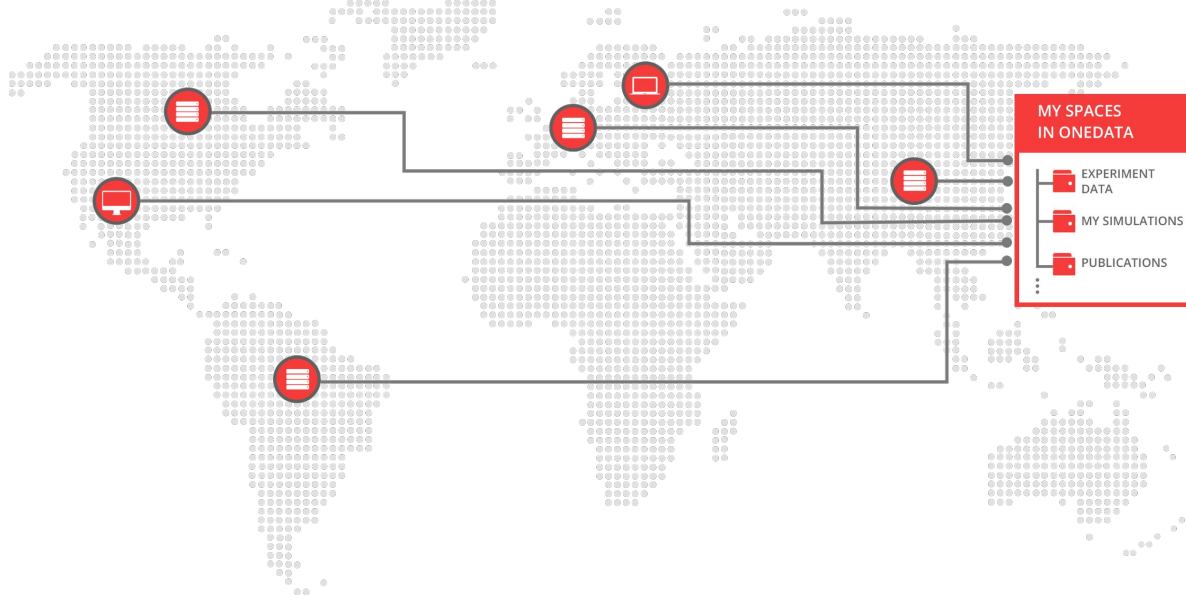 MY SPACES
IN ONEDATA
EXPERIMENT
DATA
MY SIMULATIONS
PUBLICATIONS